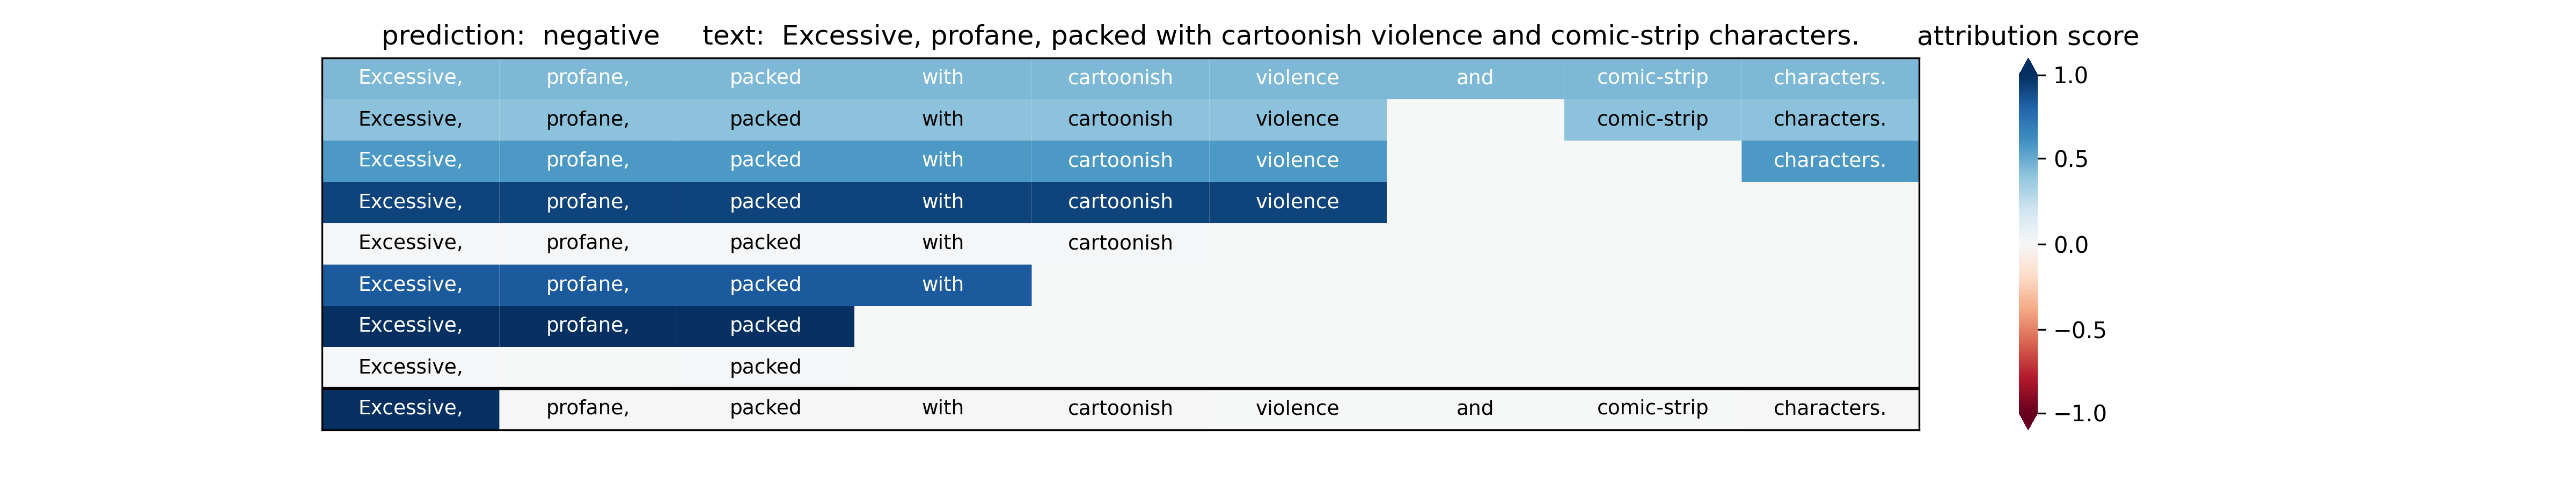 prediction: negative text: Excessive, profane, packed with cartoonish violence and comic-strip characters. attribution score
Excessive, profane, packed with cartoonish violence and comic-strip characters.
Excessive, profane, packed with cartoonish violence comic-strip characters.
Excessive, profane, packed with cartoonish violence characters.
Excessive, profane, packed with cartoonish violence
Excessive, profane, packed with cartoonish
Excessive, profane, packed with
Excessive, profane, packed
Excessive, packed
Excessive, profane, packed with cartoonish violence and comic-strip characters.
1.0
0.5
0.0
−0.5
−1.0